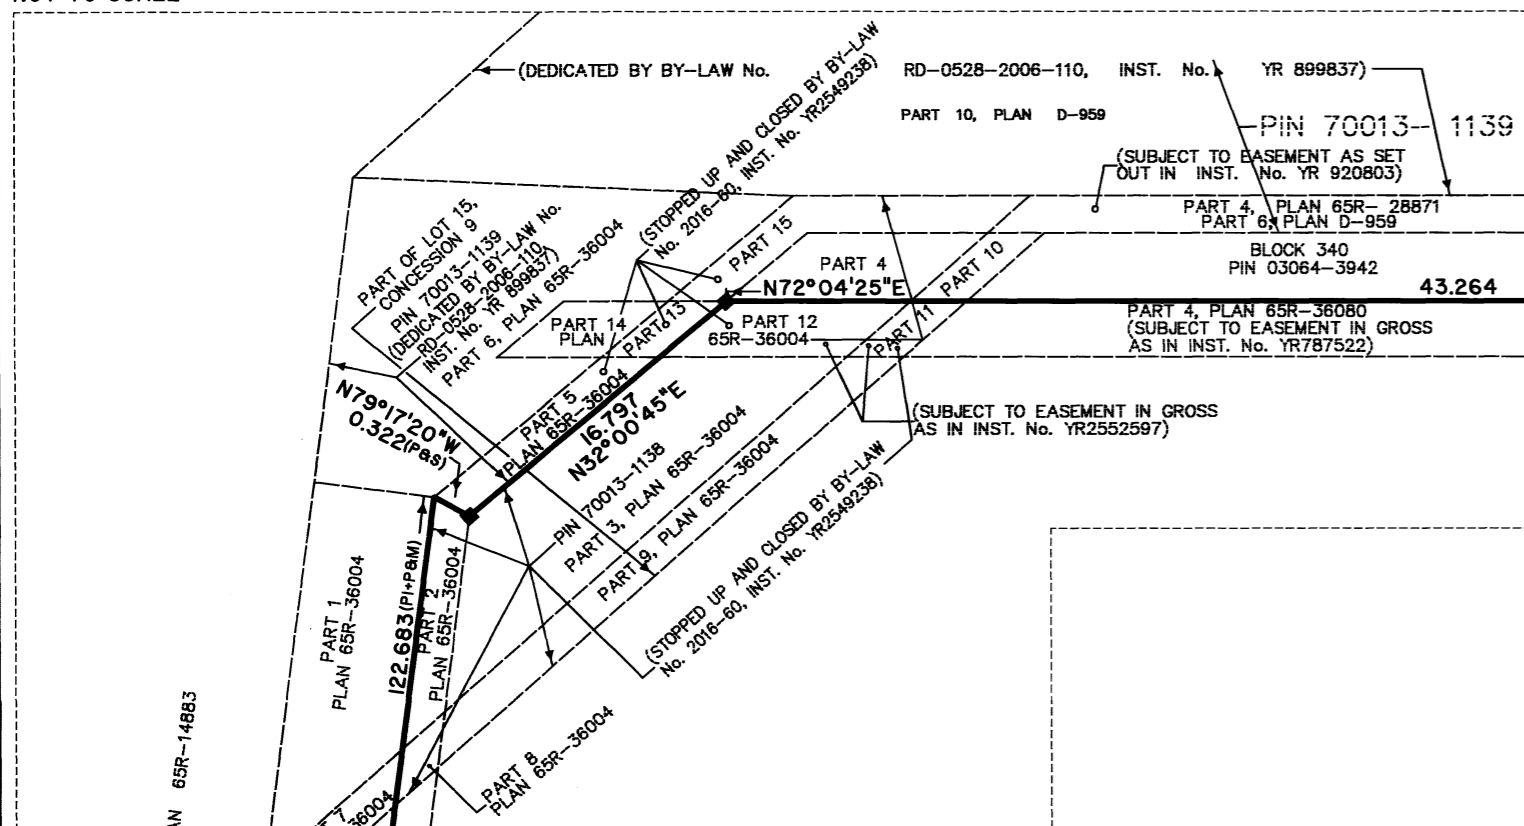 (DEDICATED BY BY-LAW No. RD-0528-2006-110, INST. No. YR 899837)
PART 10, PLAN D-959
PIN 70013- 1139
(SUBJECT TO EASEMENT AS SET
OUT IN INST. No. YR 920803)
PART 4, PLAN 65R- 28871
PART 6, PLAN D-959
BLOCK 340
PIN 03064-3942
(STOPPED UP AND CLOSED BY BY-LAW
No. 2016-60, INST. No. YR2549238)
PART OF LOT 15,
CONCESSION 9
PIN 70013-1139
(DEDICATED BY BY-LAW No.
RD-0528-2006-110,
INST. No. YR 899837)
PART 6, PLAN 65R-36004
PART 15
PART 4
PART 10
N72°04'25"E
43.264
PART 14
PLAN
PART 13
PART 12
65R-36004
PART 11
PART 4, PLAN 65R-36080
(SUBJECT TO EASEMENT IN GROSS
AS IN INST. No. YR787522)
N79°17'20"W
0.322(P&S)
PART 5
(PLAN 65R-36004
16.797
N32°00'45"E
(SUBJECT TO EASEMENT IN GROSS
AS IN INST. No. YR2552597)
PIN 70013-1138
PART 3, PLAN 65R-36004
PART 9, PLAN 65R-36004
(STOPPED UP AND CLOSED BY BY-LAW
No. 2016-60, INST. No. YR2549238)
PART 1
PLAN 65R-36004
122.683(P1+P&M)
PART 2
PLAN 65R-36004
PART 8
PLAN 65R-36004
65R-14883
7
36004